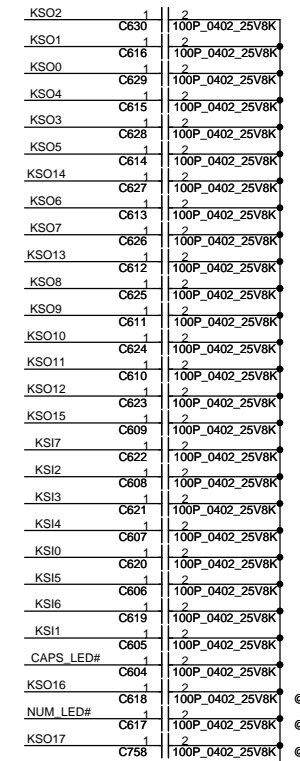 KSO2 1 2
C630 100P_0402_25V8K
KSO1 1 2
C616 100P_0402_25V8K
KSO0 1 2
C629 100P_0402_25V8K
KSO4 1 2
C615 100P_0402_25V8K
KSO3 1 2
C628 100P_0402_25V8K
KSO5 1 2
C614 100P_0402_25V8K
KSO14 1 2
C627 100P_0402_25V8K
KSO6 1 2
C613 100P_0402_25V8K
KSO7 1 2
C626 100P_0402_25V8K
KSO13 1 2
C612 100P_0402_25V8K
KSO8 1 2
C625 100P_0402_25V8K
KSO9 1 2
C611 100P_0402_25V8K
KSO10 1 2
C624 100P_0402_25V8K
KSO11 1 2
C610 100P_0402_25V8K
KSO12 1 2
C623 100P_0402_25V8K
KSO15 1 2
C609 100P_0402_25V8K
KSI7 1 2
C622 100P_0402_25V8K
KSI2 1 2
C608 100P_0402_25V8K
KSI3 1 2
C621 100P_0402_25V8K
KSI4 1 2
C607 100P_0402_25V8K
KSI0 1 2
C620 100P_0402_25V8K
KSI5 1 2
C606 100P_0402_25V8K
KSI6 1 2
C619 100P_0402_25V8K
KSI1 1 2
C605 100P_0402_25V8K
CAPS_LED# 1 2
C604 100P_0402_25V8K
KSO16 1 2
C618 100P_0402_25V8K @
NUM_LED# 1 2
C617 100P_0402_25V8K @
KSO17 1 2
C758 100P_0402_25V8K @